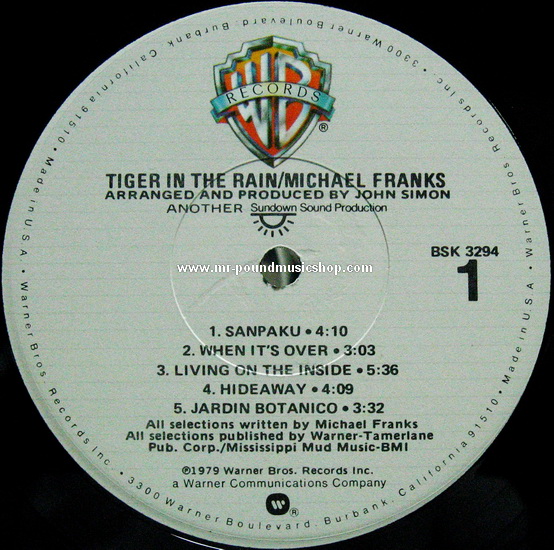 WB
RECORDS
®
TIGER IN THE RAIN/MICHAEL FRANKS
ARRANGED AND PRODUCED BY JOHN SIMON
ANOTHER Sundown Sound Production
BSK 3294
1
www.mr-poundmusicshop.com
1. SANPAKU • 4:10
2. WHEN IT'S OVER • 3:03
3. LIVING ON THE INSIDE • 5:36
4. HIDEAWAY • 4:09
5. JARDIN BOTANICO • 3:32
All selections written by Michael Franks
All selections published by Warner-Tamerlane
Pub. Corp./Mississippi Mud Music-BMI
℗1979 Warner Bros. Records Inc.
a Warner Communications Company
®
Warner Bros. Records Inc. • 3300 Warner Boulevard, Burbank, California 91510 • Made in U.S.A. • Warner Bros. Records Inc. • 3300 Warner Boulevard, Burbank, California 91510 • Made in U.S.A. •